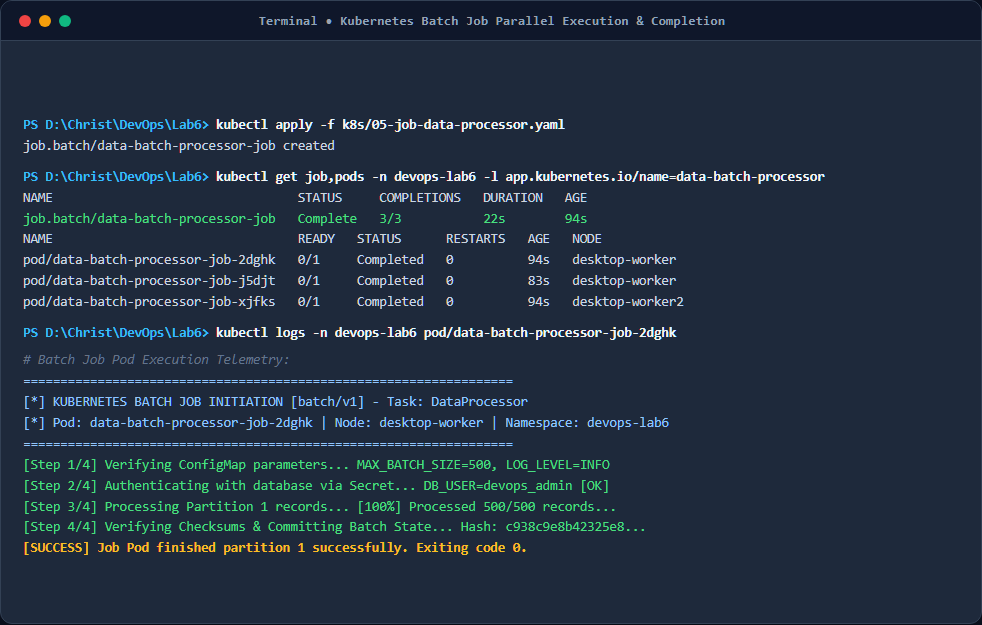 Terminal • Kubernetes Batch Job Parallel Execution & Completion
PS D:\Christ\DevOps\Lab6> kubectl apply -f k8s/05-job-data-processor.yaml
job.batch/data-batch-processor-job created
PS D:\Christ\DevOps\Lab6> kubectl get job,pods -n devops-lab6 -l app.kubernetes.io/name=data-batch-processor
NAME STATUS COMPLETIONS DURATION AGE
job.batch/data-batch-processor-job Complete 3/3 22s 94s
NAME READY STATUS RESTARTS AGE NODE
pod/data-batch-processor-job-2dghk 0/1 Completed 0 94s desktop-worker
pod/data-batch-processor-job-j5djt 0/1 Completed 0 83s desktop-worker
pod/data-batch-processor-job-xjfks 0/1 Completed 0 94s desktop-worker2
PS D:\Christ\DevOps\Lab6> kubectl logs -n devops-lab6 pod/data-batch-processor-job-2dghk
# Batch Job Pod Execution Telemetry:
==================================================================
[*] KUBERNETES BATCH JOB INITIATION [batch/v1] - Task: DataProcessor
[*] Pod: data-batch-processor-job-2dghk | Node: desktop-worker | Namespace: devops-lab6
==================================================================
[Step 1/4] Verifying ConfigMap parameters... MAX_BATCH_SIZE=500, LOG_LEVEL=INFO
[Step 2/4] Authenticating with database via Secret... DB_USER=devops_admin [OK]
[Step 3/4] Processing Partition 1 records... [100%] Processed 500/500 records...
[Step 4/4] Verifying Checksums & Committing Batch State... Hash: c938c9e8b42325e8...
[SUCCESS] Job Pod finished partition 1 successfully. Exiting code 0.